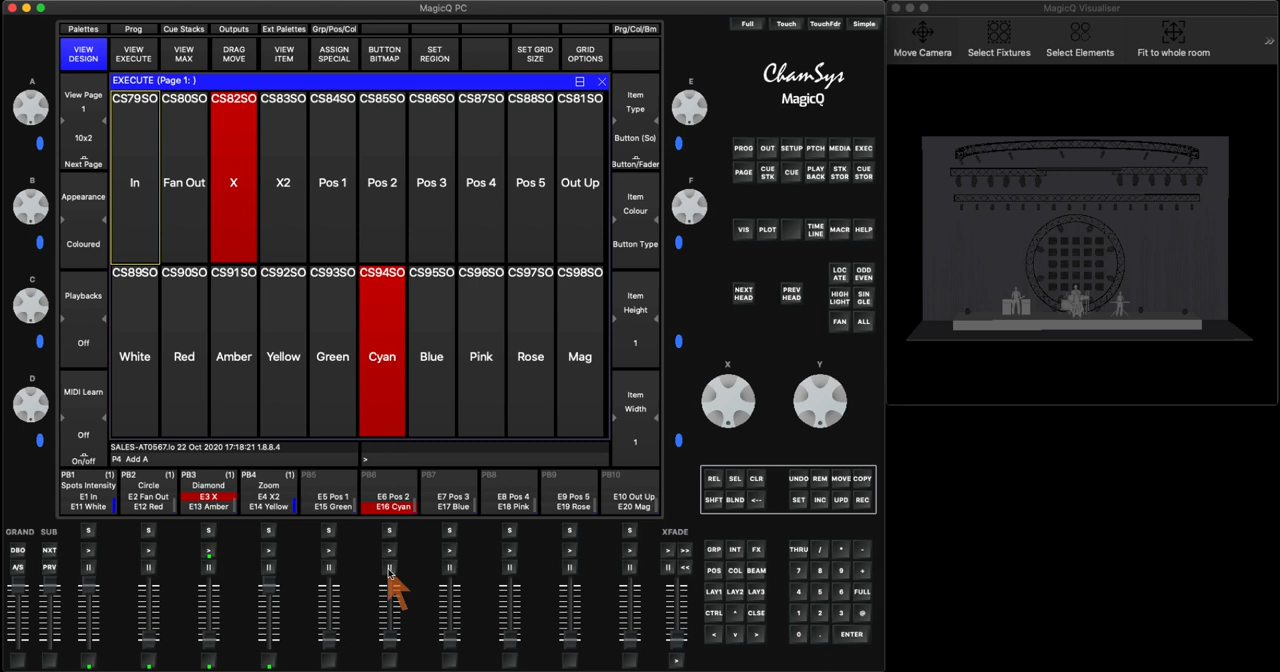 MagicQ PC
MagicQ Visualiser
Palettes Prog Cue Stacks Outputs Ext Palettes Grp/Pos/Col Prg/Col/Bm
Full Touch TouchFdr Simple
VIEW DESIGN VIEW EXECUTE VIEW MAX DRAG MOVE VIEW ITEM ASSIGN SPECIAL BUTTON BITMAP SET REGION SET GRID SIZE GRID OPTIONS
Move Camera Select Fixtures Select Elements Fit to whole room
EXECUTE (Page 1: )
ChamSys
MagicQ
A
B
C
D
E
F
View Page
1
10x2
Next Page
Appearance
Coloured
Playbacks
Off
MIDI Learn
Off
On/off
CS79SO CS80SO CS82SO CS83SO CS84SO CS85SO CS86SO CS87SO CS88SO CS81SO
In Fan Out X X2 Pos 1 Pos 2 Pos 3 Pos 4 Pos 5 Out Up
CS89SO CS90SO CS91SO CS92SO CS93SO CS94SO CS95SO CS96SO CS97SO CS98SO
White Red Amber Yellow Green Cyan Blue Pink Rose Mag
Item Type
Button (So)
Button/Fader
Item Colour
Button Type
Item Height
1
Item Width
1
PROG OUT SETUP PTCH MEDIA EXEC
PAGE CUE STK CUE PLAY BACK STK STOR CUE STOR
VIS PLOT TIME LINE MACR HELP
NEXT HEAD PREV HEAD
LOC ATE ODD EVEN
HIGH LIGHT SIN GLE
FAN ALL
X Y
SALES-AT0567.lo 22 Oct 2020 17:18:21 1.8.8.4
P4 Add A >
PB1 (1) PB2 (1) PB3 (1) PB4 (1) PB5 PB6 PB7 PB8 PB9 PB10
Spots Intensity Circle Diamond Zoom
E1 In E2 Fan Out E3 X E4 X2 E5 Pos 1 E6 Pos 2 E7 Pos 3 E8 Pos 4 E9 Pos 5 E10 Out Up
E11 White E12 Red E13 Amber E14 Yellow E15 Green E16 Cyan E17 Blue E18 Pink E19 Rose E20 Mag
REL SEL CLR UNDO REM MOVE COPY
SHFT BLND <-- SET INC UPD REC
GRAND SUB S S S S S S S S S S XFADE
DBO NXT > > > > > > > > > > > >>
A/S PRV || || || || || || || || || || || <<
>
GRP INT FX THRU / * -
POS COL BEAM 7 8 9 +
LAY1 LAY2 LAY3 4 5 6 FULL
CTRL ^ CLSE 1 2 3 @
< v > 0 . ENTER